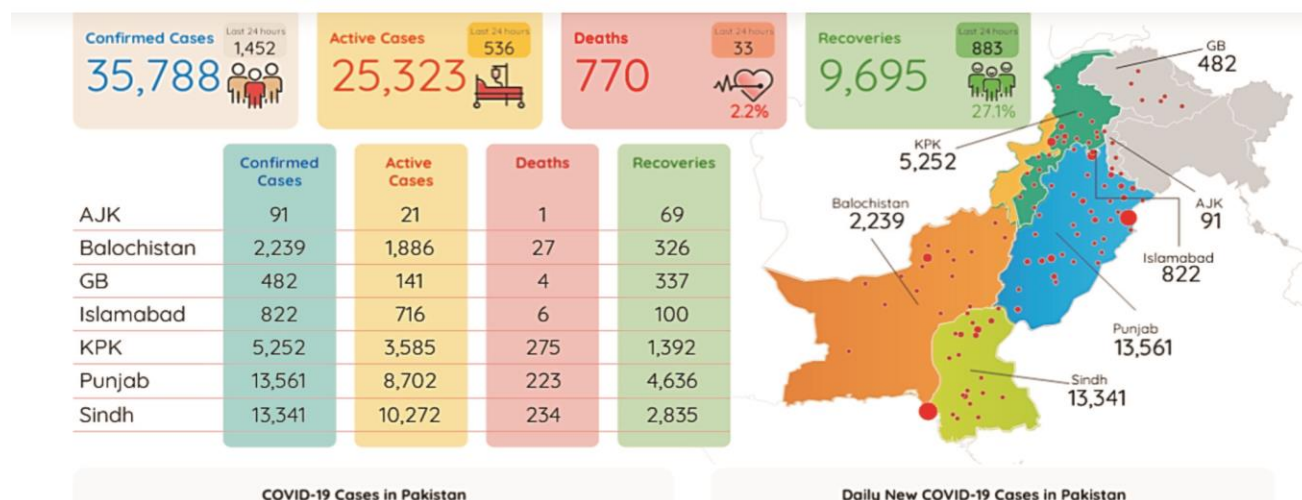 Confirmed Cases
Last 24 hours
1,452
35,788
Active Cases
Last 24 hours
536
25,323
Deaths
Last 24 hours
33
770
2.2%
Recoveries
Last 24 hours
883
9,695
27.1%
Confirmed Cases Active Cases Deaths Recoveries
AJK 91 21 1 69
Balochistan 2,239 1,886 27 326
GB 482 141 4 337
Islamabad 822 716 6 100
KPK 5,252 3,585 275 1,392
Punjab 13,561 8,702 223 4,636
Sindh 13,341 10,272 234 2,835
GB
482
KPK
5,252
Balochistan
2,239
AJK
91
Islamabad
822
Punjab
13,561
Sindh
13,341
COVID-19 Cases in Pakistan
Daily New COVID-19 Cases in Pakistan